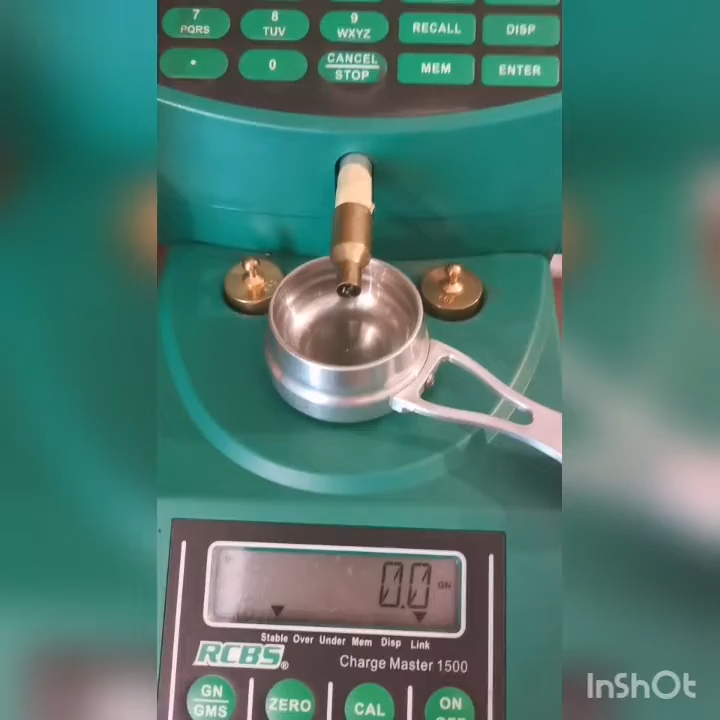 7
PQRS
8
TUV
9
WXYZ
RECALL
DISP
0
CANCEL
STOP
MEM
ENTER
0.0 GN
Stable Over Under Mem Disp Link
RCBS®
Charge Master 1500
GN
GMS
ZERO
CAL
ON
InShOt